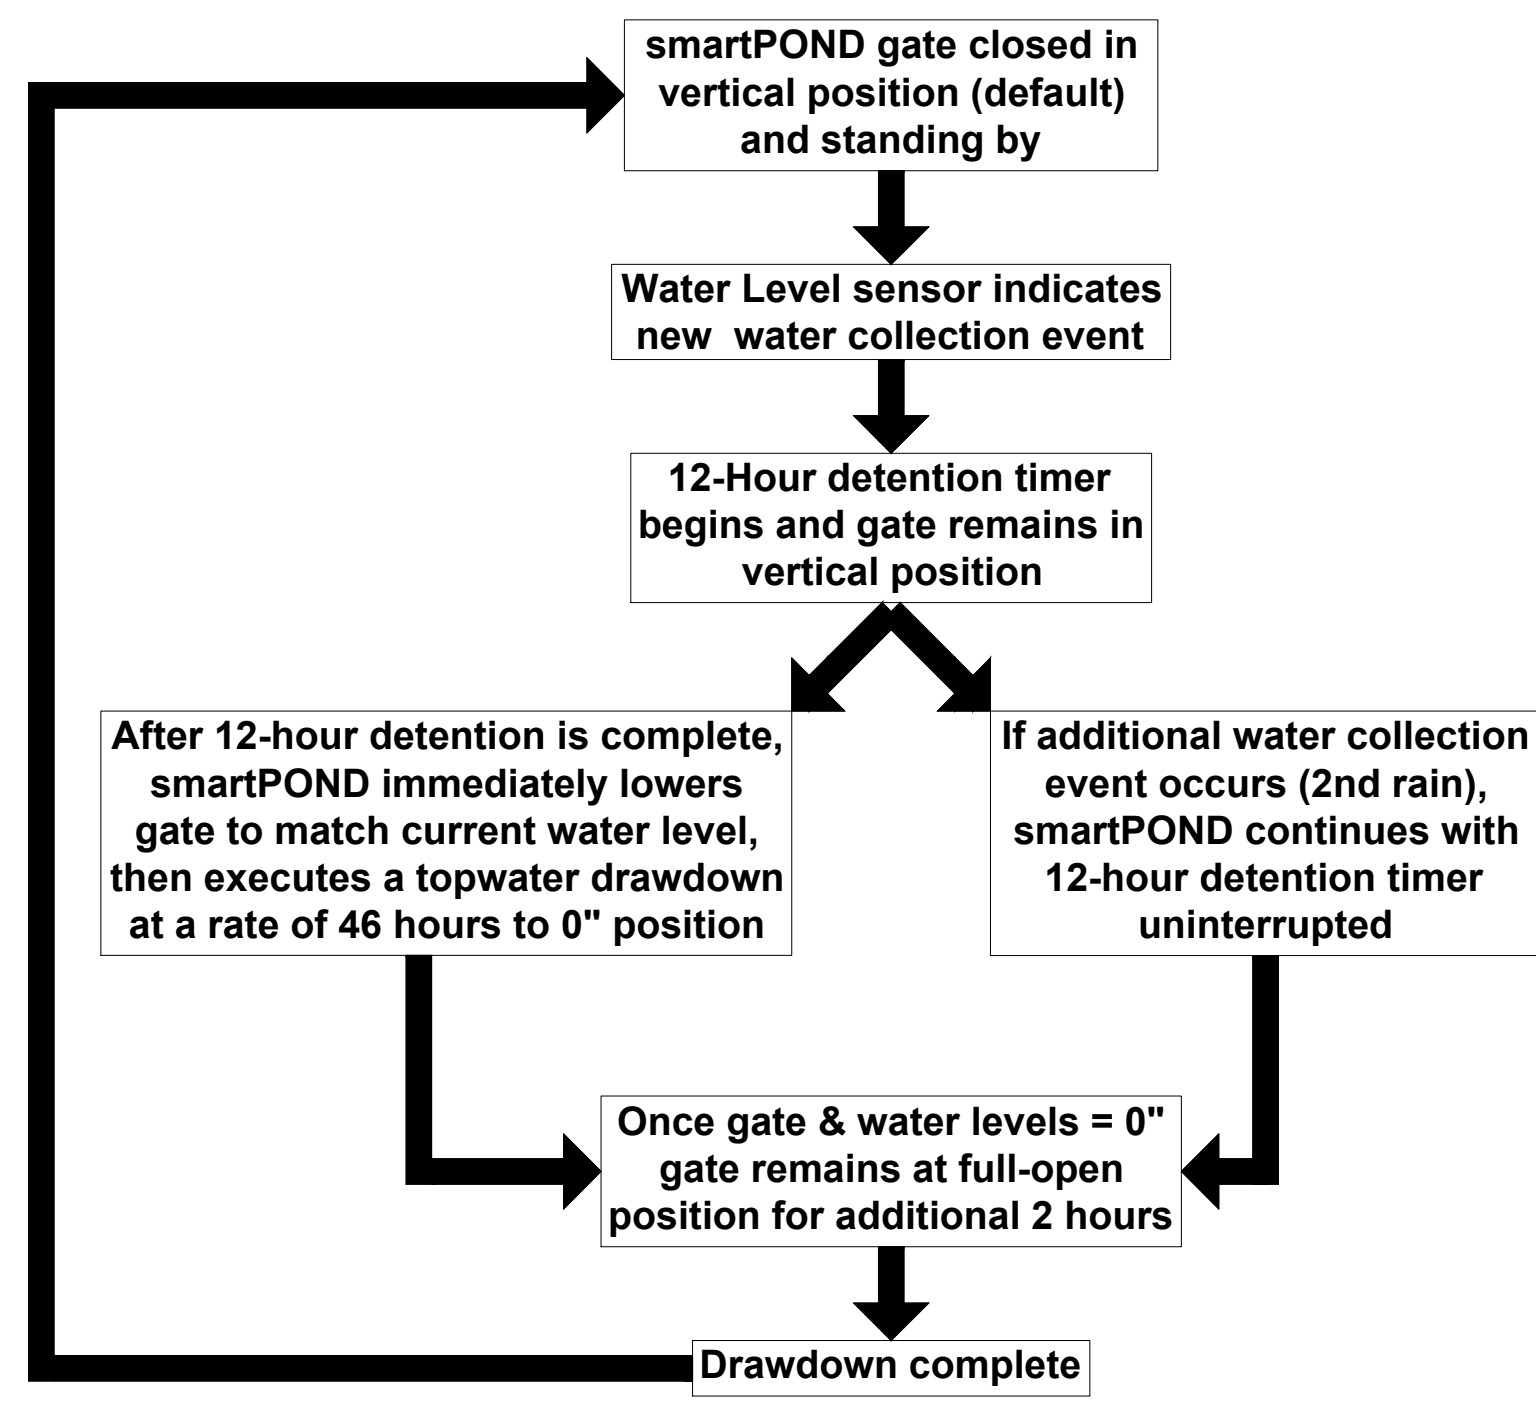 smartPOND gate closed in
vertical position (default)
and standing by
Water Level sensor indicates
new  water collection event
12-Hour detention timer
begins and gate remains in
vertical position
After 12-hour detention is complete,
smartPOND immediately lowers
gate to match current water level,
then executes a topwater drawdown
at a rate of 46 hours to 0" position
If additional water collection
event occurs (2nd rain),
smartPOND continues with
12-hour detention timer
uninterrupted
Once gate & water levels = 0"
gate remains at full-open
position for additional 2 hours
Drawdown complete